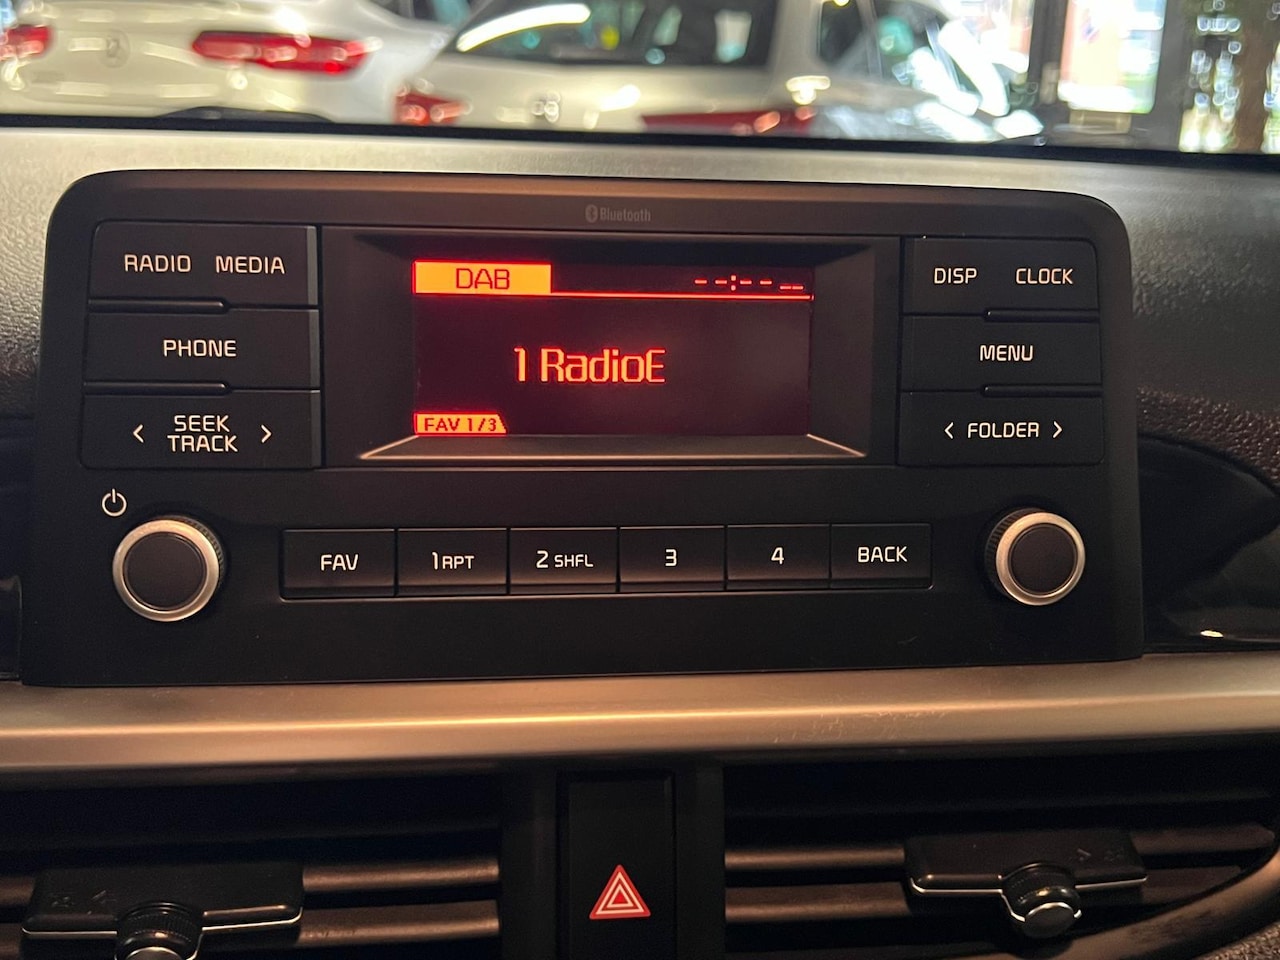 Bluetooth
RADIO MEDIA
PHONE
< SEEK TRACK >
DAB --:-- --
1 RadioE
FAV 1/3
DISP CLOCK
MENU
< FOLDER >
FAV 1 RPT 2 SHFL 3 4 BACK